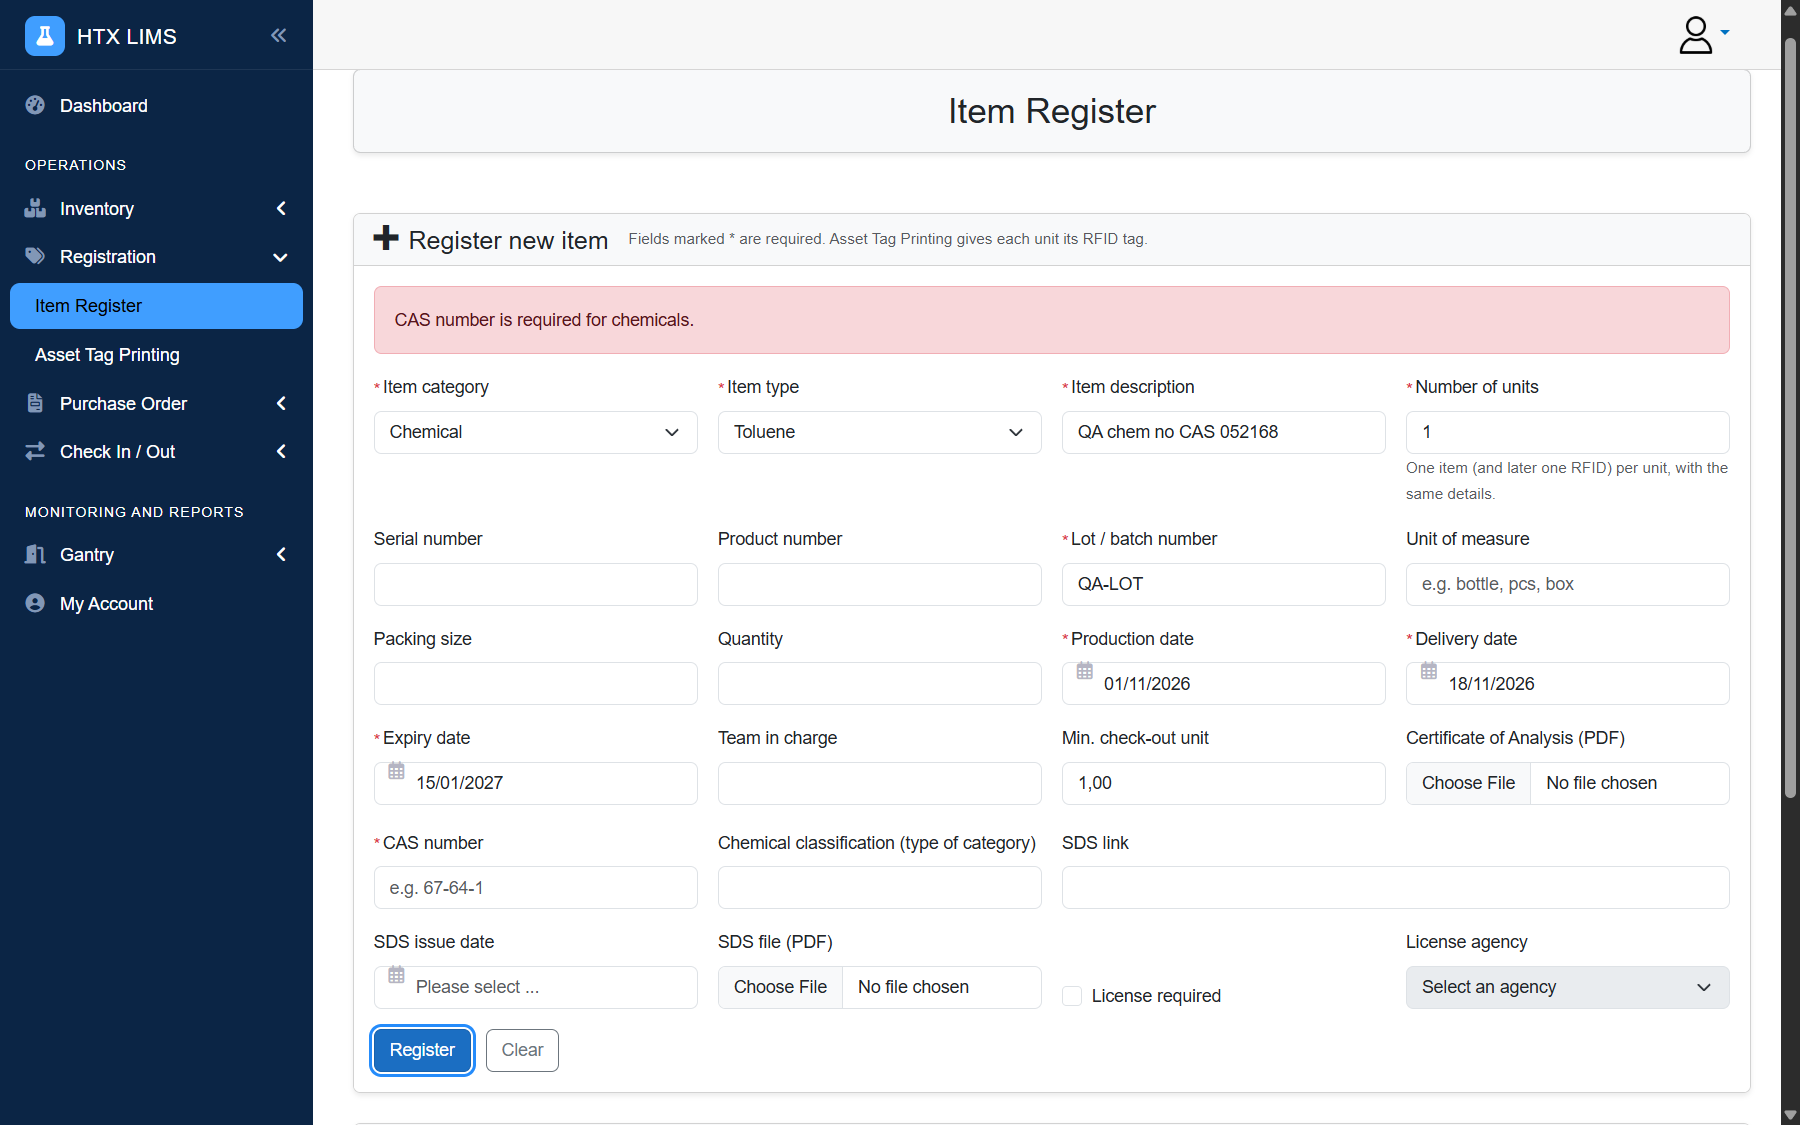 HTX LIMS
Dashboard
OPERATIONS
Inventory
Registration
Item Register
Asset Tag Printing
Purchase Order
Check In / Out
MONITORING AND REPORTS
Gantry
My Account
Item Register
Register new item Fields marked * are required. Asset Tag Printing gives each unit its RFID tag.
CAS number is required for chemicals.
*Item category *Item type *Item description *Number of units
Chemical Toluene QA chem no CAS 052168 1
One item (and later one RFID) per unit, with the
same details.
Serial number Product number *Lot / batch number Unit of measure
QA-LOT e.g. bottle, pcs, box
Packing size Quantity *Production date *Delivery date
01/11/2026 18/11/2026
*Expiry date Team in charge Min. check-out unit Certificate of Analysis (PDF)
15/01/2027 1,00 Choose File No file chosen
*CAS number Chemical classification (type of category) SDS link
e.g. 67-64-1
SDS issue date SDS file (PDF) License agency
Please select ... Choose File No file chosen License required Select an agency
Register Clear